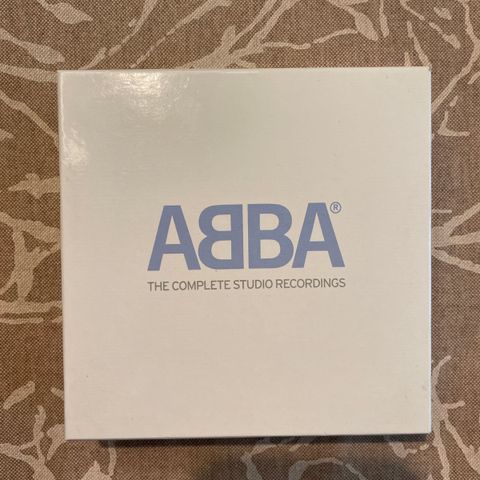 ABBA®
THE COMPLETE STUDIO RECORDINGS